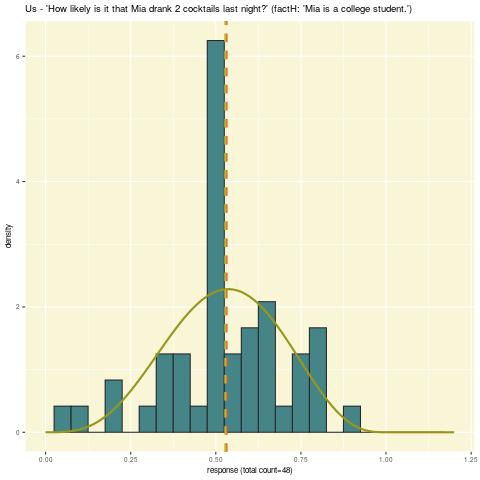 Us - 'How likely is it that Mia drank 2 cocktails last night?' (factH: 'Mia is a college student.')
6
4
2
0
density
0.00 0.25 0.50 0.75 1.00 1.25
response (total count=48)